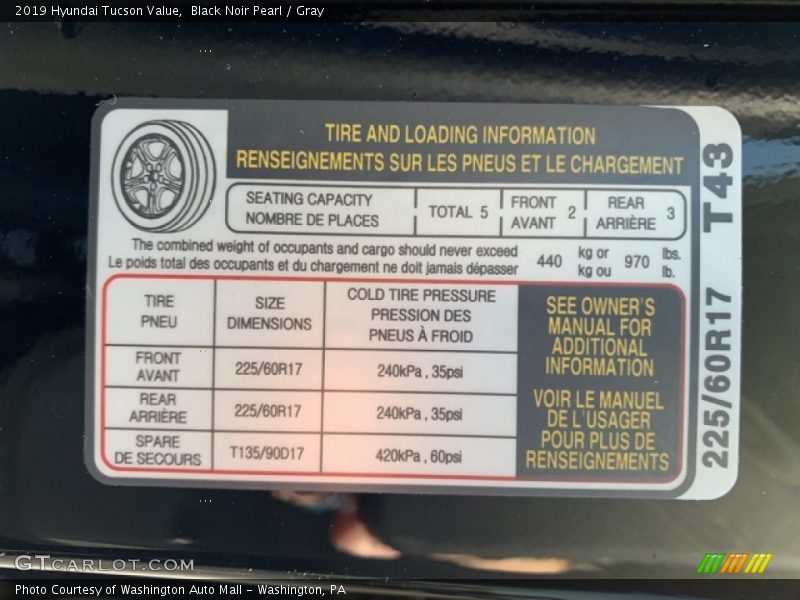 2019 Hyundai Tucson Value, Black Noir Pearl / Gray
TIRE AND LOADING INFORMATION
RENSEIGNEMENTS SUR LES PNEUS ET LE CHARGEMENT
SEATING CAPACITY
NOMBRE DE PLACES
TOTAL 5
FRONT
AVANT
2
REAR
ARRIÈRE
3
The combined weight of occupants and cargo should never exceed
Le poids total des occupants et du chargement ne doit jamais dépasser
440
kg or
kg ou
970
lbs.
lb.
TIRE
PNEU
SIZE
DIMENSIONS
COLD TIRE PRESSURE
PRESSION DES
PNEUS À FROID
FRONT
AVANT
225/60R17
240kPa , 35psi
REAR
ARRIÈRE
225/60R17
240kPa , 35psi
SPARE
DE SECOURS
T135/90D17
420kPa , 60psi
SEE OWNER'S
MANUAL FOR
ADDITIONAL
INFORMATION
VOIR LE MANUEL
DE L'USAGER
POUR PLUS DE
RENSEIGNEMENTS
225/60R17 T43
GTCARLOT.COM
Photo Courtesy of Washington Auto Mall - Washington, PA